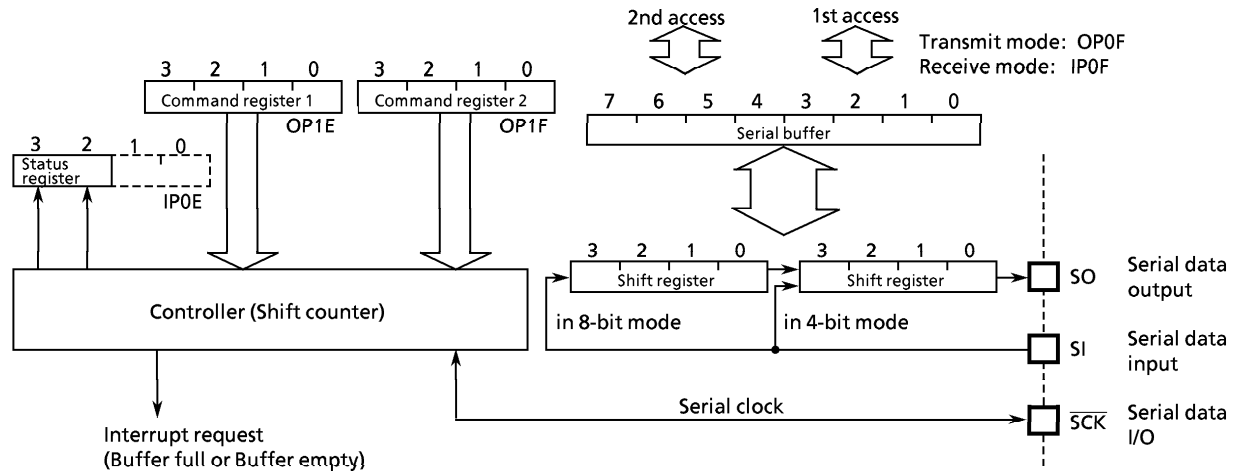 2nd access
1st access
Transmit mode: OP0F
Receive mode: IP0F
3 2 1 0
Command register 1
OP1E
3 2 1 0
Command register 2
OP1F
7 6 5 4 3 2 1 0
Serial buffer
3 2 1 0
Status
register
IP0E
3 2 1 0
Shift register
3 2 1 0
Shift register
SO
Serial data
output
Controller (Shift counter)
in 8-bit mode
in 4-bit mode
SI
Serial data
input
Serial clock
S̅C̅K̅
Serial data
I/O
Interrupt request
(Buffer full or Buffer empty)